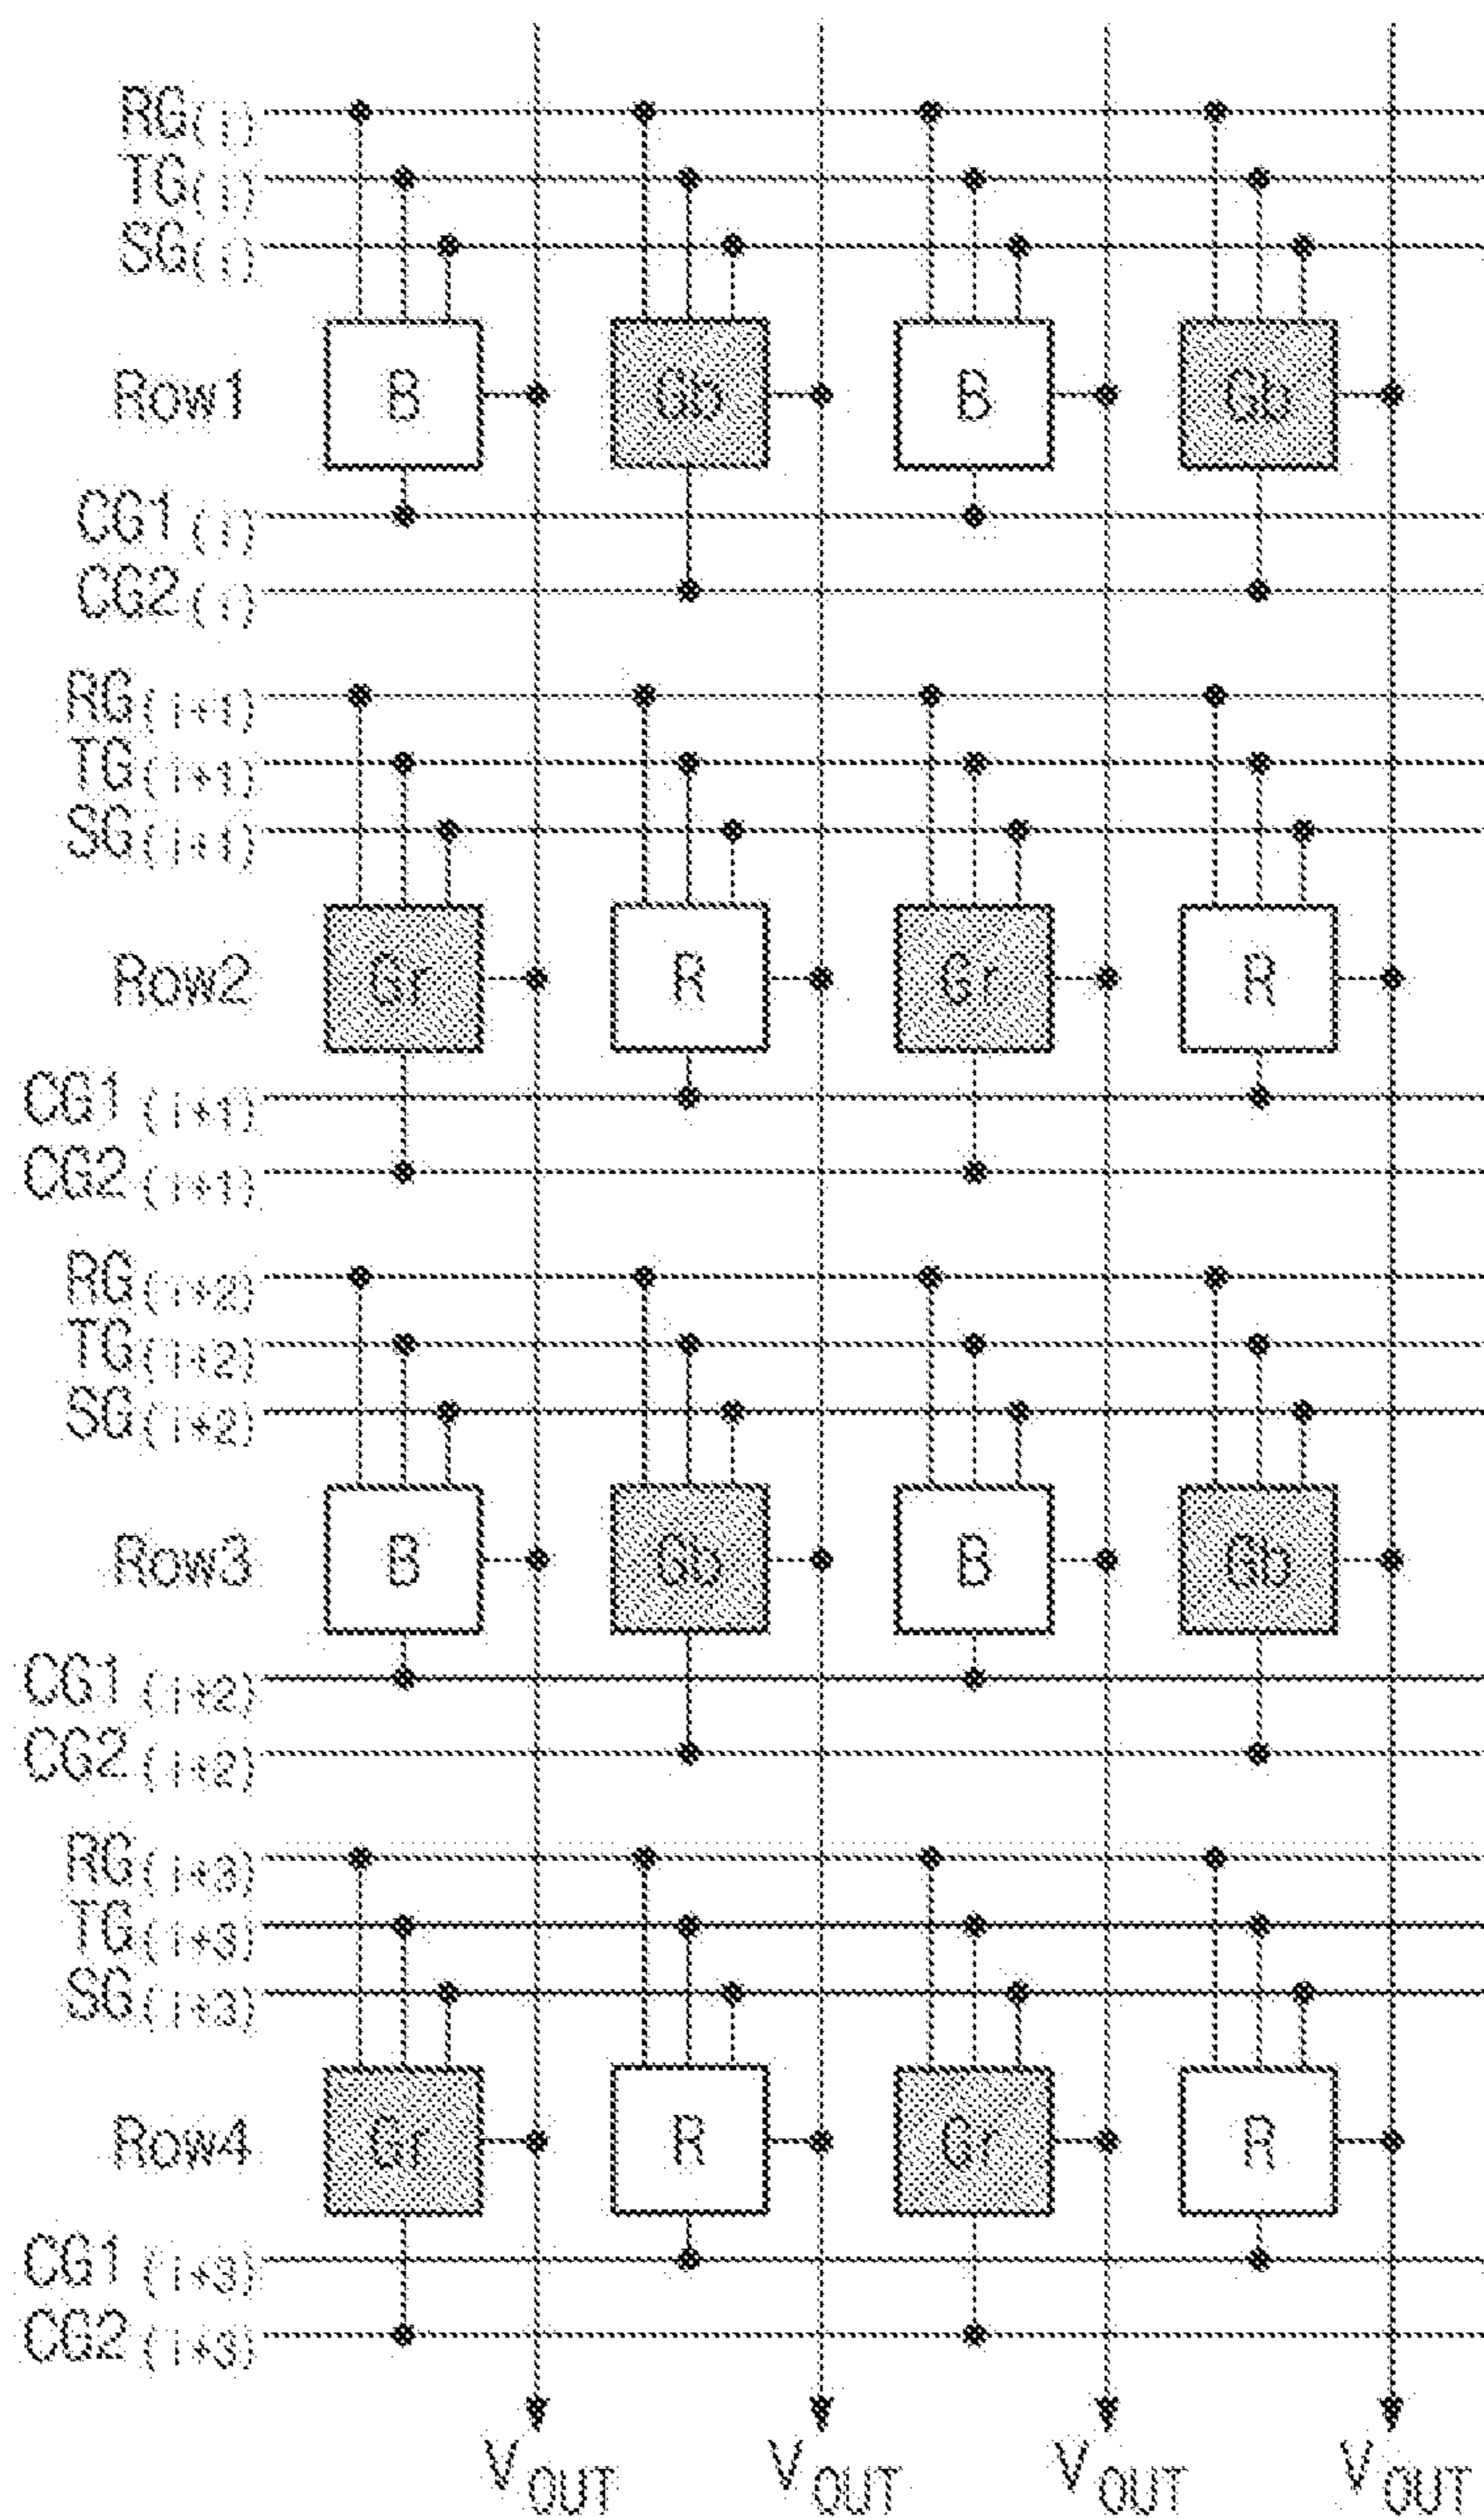 RG(i)
TG(i)
SG(i)
Row1 B Gb B Gb
CG1(i)
CG2(i)
RG(i+1)
TG(i+1)
SG(i+1)
Row2 Gr R Gr R
CG1(i+1)
CG2(i+1)
RG(i+2)
TG(i+2)
SG(i+2)
Row3 B Gb B Gb
CG1(i+2)
CG2(i+2)
RG(i+3)
TG(i+3)
SG(i+3)
Row4 Gr R Gr R
CG1(i+3)
CG2(i+3)
VOUT VOUT VOUT VOUT